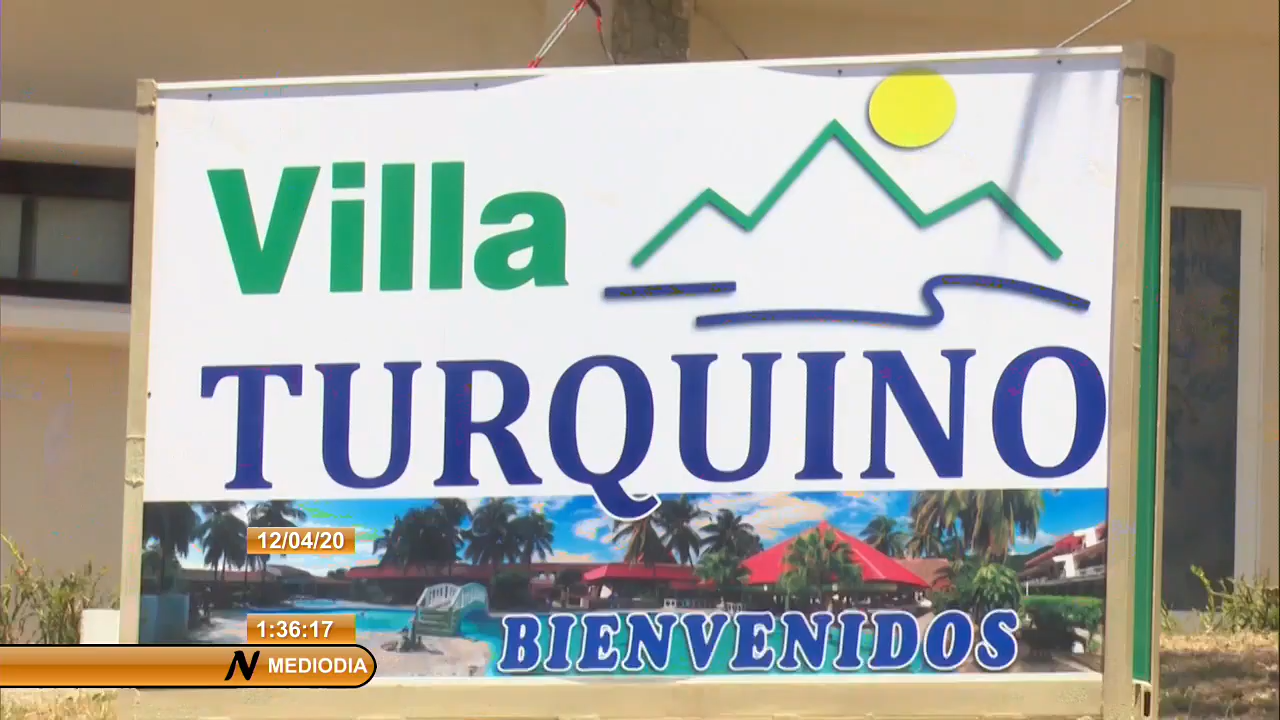 Villa
TURQUINO
12/04/20
BIENVENIDOS
1:36:17
N MEDIODIA